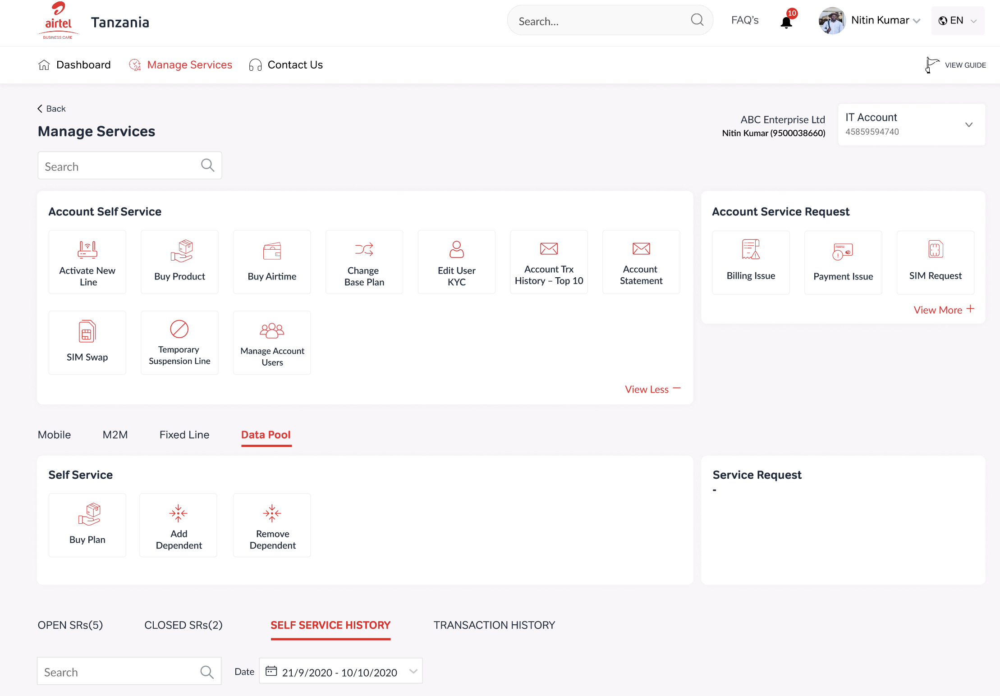 airtel
BUSINESS CARE
Tanzania
Search...
FAQ's
10
Nitin Kumar
EN
Dashboard
24
Manage Services
Contact Us
VIEW GUIDE
Back
Manage Services
ABC Enterprise Ltd
Nitin Kumar (9500038660)
IT Account
45859594740
Search
Account Self Service
Activate New
Line
Buy Product
Buy Airtime
Change
Base Plan
Edit User
KYC
Account Trx
History – Top 10
Account
Statement
SIM Swap
Temporary
Suspension Line
Manage Account
Users
View Less
Account Service Request
Billing Issue
Payment Issue
SIM Request
View More
Mobile
M2M
Fixed Line
Data Pool
Self Service
Buy Plan
Add
Dependent
Remove
Dependent
Service Request
-
OPEN SRs(5)
CLOSED SRs(2)
SELF SERVICE HISTORY
TRANSACTION HISTORY
Search
Date
21/9/2020 - 10/10/2020